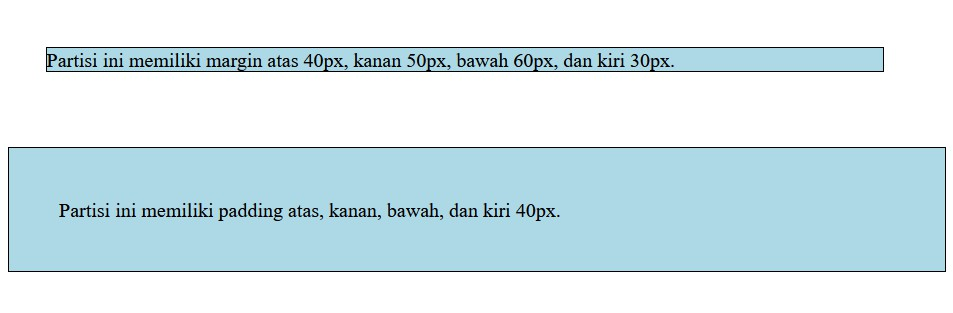 Partisi ini memiliki margin atas 40px, kanan 50px, bawah 60px, dan kiri 30px.
Partisi ini memiliki padding atas, kanan, bawah, dan kiri 40px.